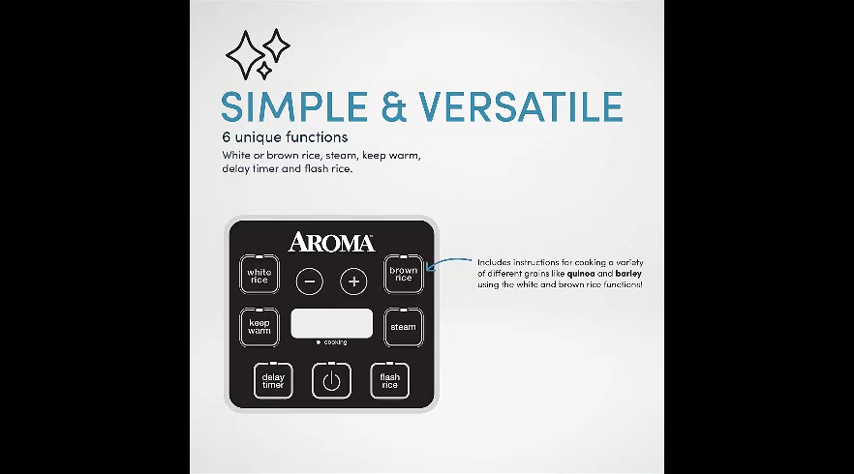 SIMPLE & VERSATILE
6 unique functions
White or brown rice, steam, keep warm,
delay timer and flash rice.
AROMA™
white
rice
−
+
brown
rice
Includes instructions for cooking a variety
of different grains like quinoa and barley
using the white and brown rice functions!
keep
warm
steam
cooking
delay
timer
flash
rice